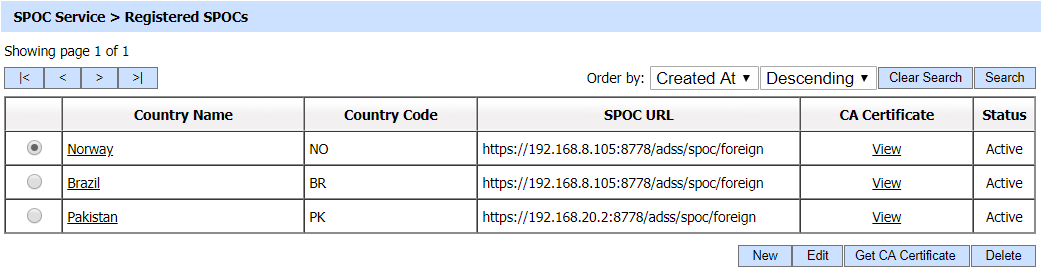 SPOC Service > Registered SPOCs
Showing page 1 of 1
|< < > >| Order by: Created At Descending Clear Search Search
Country Name Country Code SPOC URL CA Certificate Status
Norway NO https://192.168.8.105:8778/adss/spoc/foreign View Active
Brazil BR https://192.168.8.105:8778/adss/spoc/foreign View Active
Pakistan PK https://192.168.20.2:8778/adss/spoc/foreign View Active
New Edit Get CA Certificate Delete